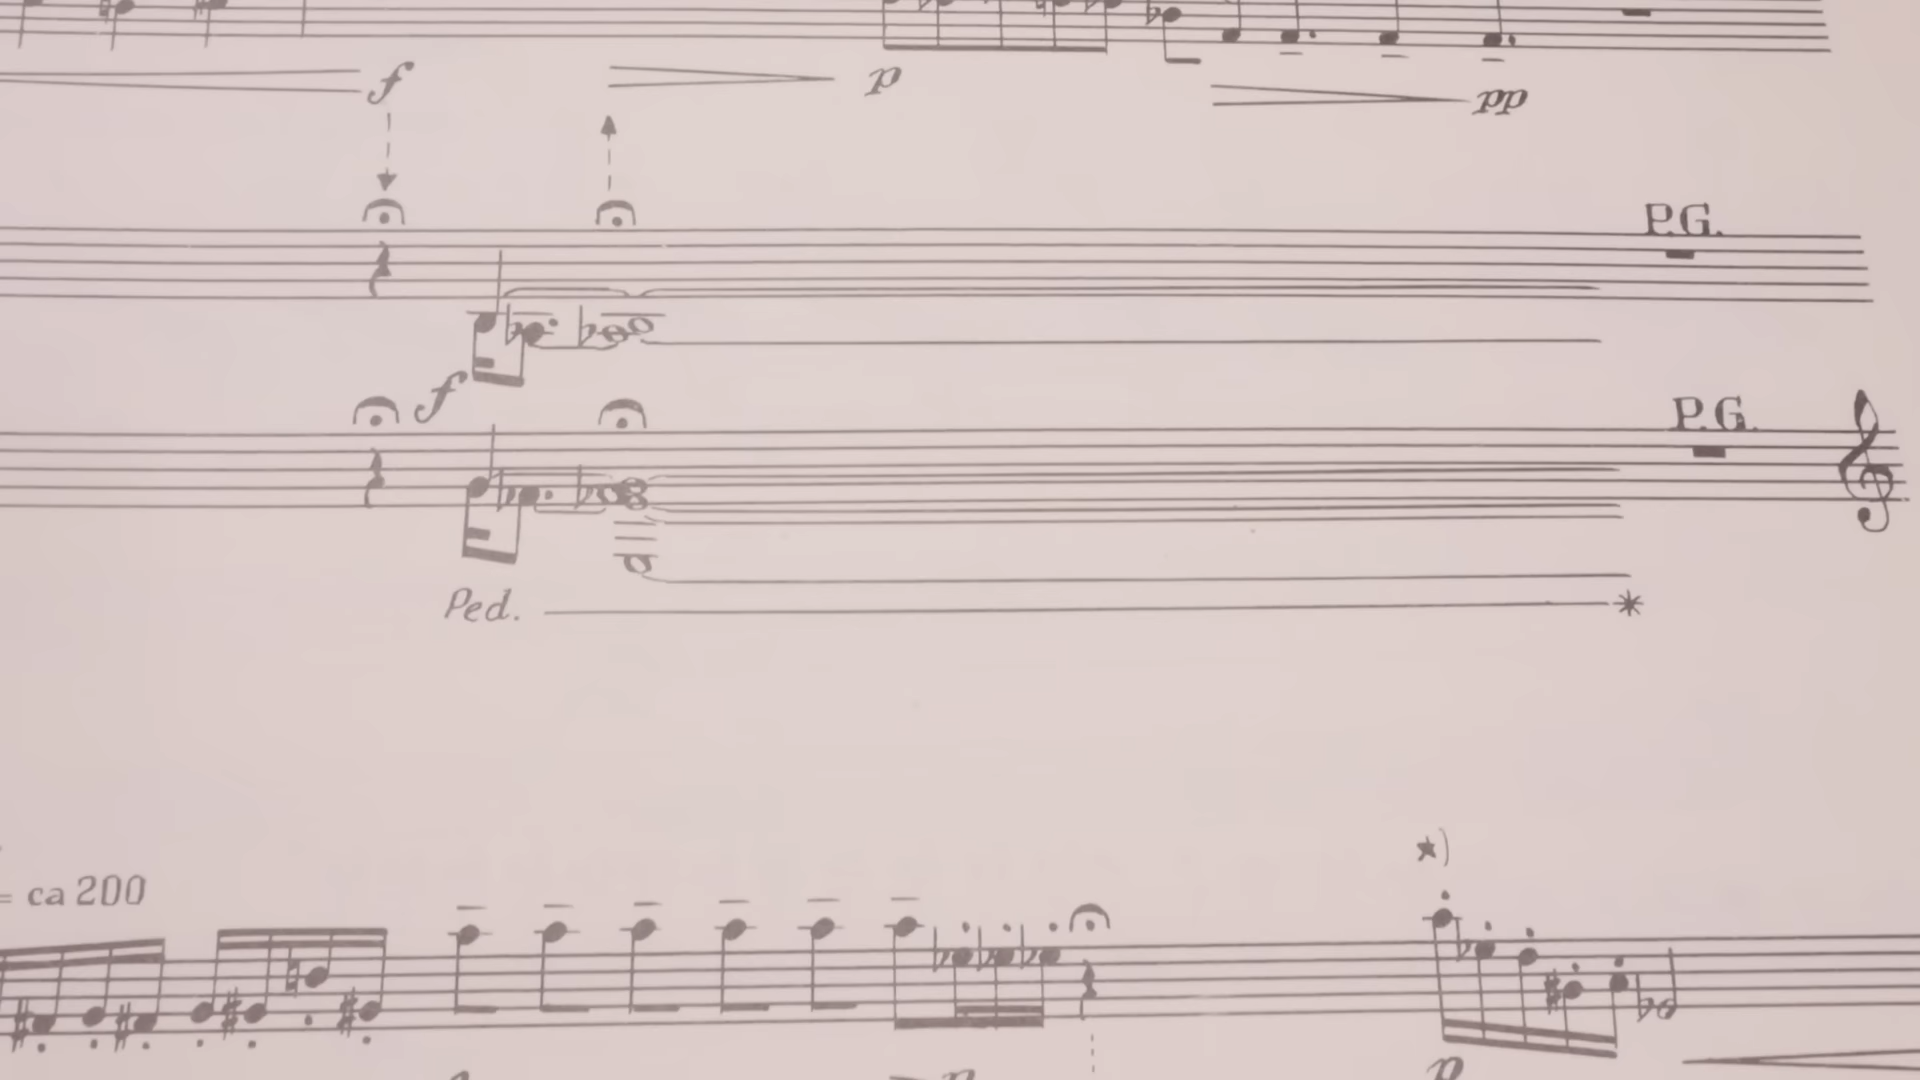 f p pp
P.G.
f P.G.
Ped. *
= ca 200
*)
p p